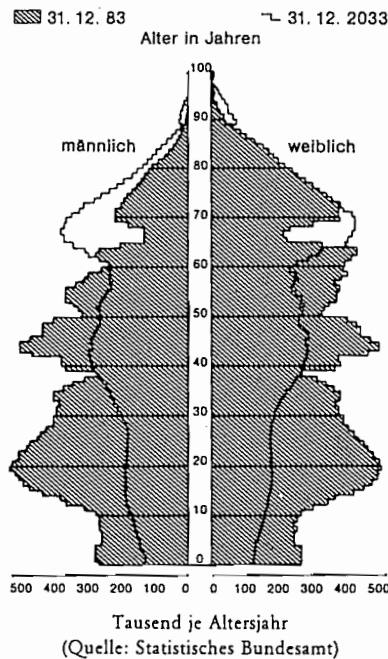 31. 12. 83 31. 12. 2033
Alter in Jahren
100
männlich weiblich
90
80
70
60
50
40
30
20
10
0
500 400 300 200 100 0 0 100 200 300 400 500
Tausend je Altersjahr
(Quelle: Statistisches Bundesamt)